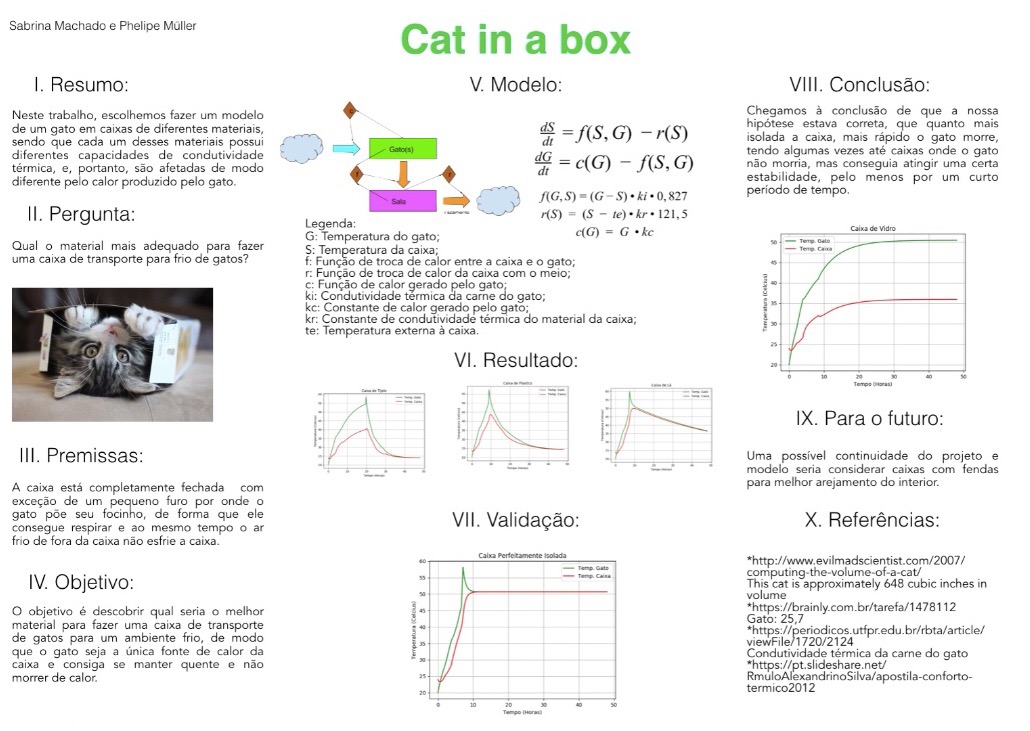 Sabrina Machado e Phelipe Müller
Cat in a box
I. Resumo:
Neste trabalho, escolhemos fazer um modelo
de um gato em caixas de diferentes materiais,
sendo que cada um desses materiais possui
diferentes capacidades de condutividade
térmica, e, portanto, são afetadas de modo
diferente pelo calor produzido pelo gato.
II. Pergunta:
Qual o material mais adequado para fazer
uma caixa de transporte para frio de gatos?
III. Premissas:
A caixa está completamente fechada com
exceção de um pequeno furo por onde o
gato põe seu focinho, de forma que ele
consegue respirar e ao mesmo tempo o ar
frio de fora da caixa não esfrie a caixa.
IV. Objetivo:
O objetivo é descobrir qual seria o melhor
material para fazer uma caixa de transporte
de gatos para um ambiente frio, de modo
que o gato seja a única fonte de calor da
caixa e consiga se manter quente e não
morrer de calor.
V. Modelo:
c
Gato(s)
f
r
Sala
dS/dt = f(S, G) − r(S)
dG/dt = c(G) − f(S, G)
f(G, S) = (G − S) • ki • 0,827
r(S) = (S − te) • kr • 121,5
c(G) = G • kc
Legenda:
G: Temperatura do gato;
S: Temperatura da caixa;
f: Função de troca de calor entre a caixa e o gato;
r: Função de troca de calor da caixa com o meio;
c: Função de calor gerado pelo gato;
ki: Condutividade térmica da carne do gato;
kc: Constante de calor gerado pelo gato;
kr: Constante de condutividade térmica do material da caixa;
te: Temperatura externa à caixa.
VI. Resultado:
Caixa de Tijolo
Temp. Gato
Temp. Caixa
Caixa de Plastico
Temp. Gato
Temp. Caixa
Caixa de Lã
Temp. Gato
Temp. Caixa
VII. Validação:
Caixa Perfeitamente Isolada
Temp. Gato
Temp. Caixa
Temperatura (Celcius)
60
55
50
45
40
35
30
25
20
0 10 20 30 40 50
Tempo (Horas)
VIII. Conclusão:
Chegamos à conclusão de que a nossa
hipótese estava correta, que quanto mais
isolada a caixa, mais rápido o gato morre,
tendo algumas vezes até caixas onde o gato
não morria, mas conseguia atingir uma certa
estabilidade, pelo menos por um curto
período de tempo.
Caixa de Vidro
Temp. Gato
Temp. Caixa
Temperatura (Celcius)
50
45
40
35
30
25
20
0 10 20 30 40 50
Tempo (Horas)
IX. Para o futuro:
Uma possível continuidade do projeto e
modelo seria considerar caixas com fendas
para melhor arejamento do interior.
X. Referências:
*http://www.evilmadscientist.com/2007/
computing-the-volume-of-a-cat/
This cat is approximately 648 cubic inches in
volume
*https://brainly.com.br/tarefa/1478112
Gato: 25,7
*https://periodicos.utfpr.edu.br/rbta/article/
viewFile/1720/2124
Condutividade térmica da carne do gato
*https://pt.slideshare.net/
RmuloAlexandrinoSilva/apostila-conforto-
termico2012